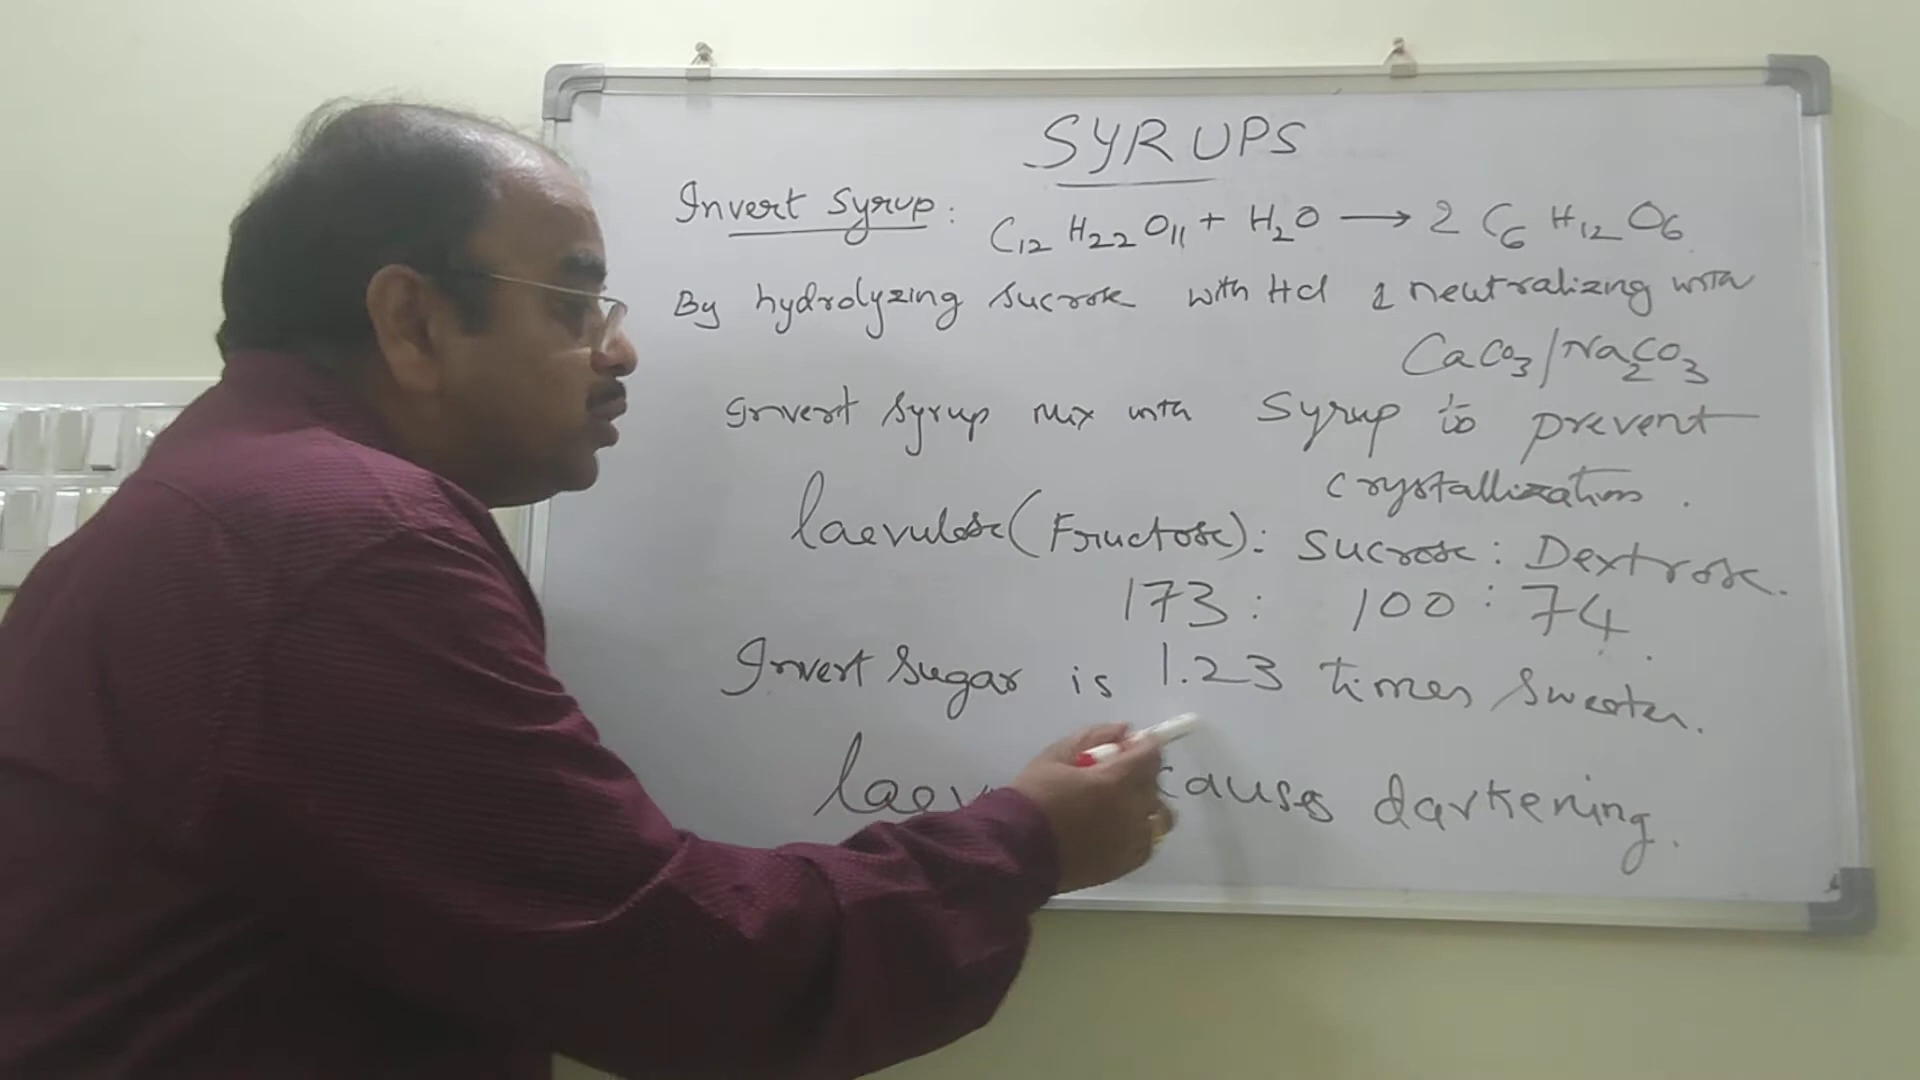 SYRUPS
Invert Syrup: C12 H22 O11 + H2O → 2 C6 H12 O6
By hydrolyzing sucrose with HCl & neutralizing with
CaCO3/Na2CO3
Invert Syrup Mix with Syrup to prevent
crystallization.
laevulose(Fructose): Sucrose: Dextrose.
173: 100: 74
Invert Sugar is 1.23 times sweeter.
causes darkening.